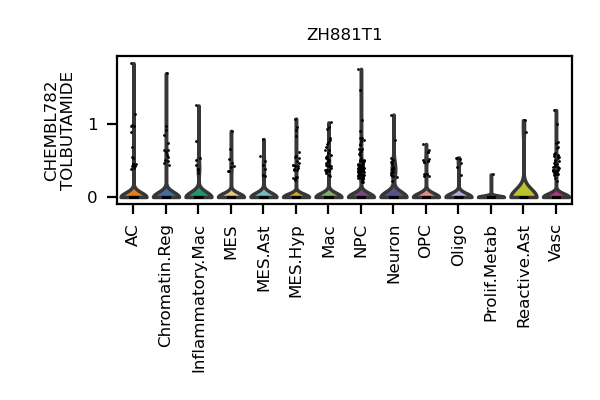 ZH881T1
CHEMBL782
TOLBUTAMIDE
1
0
AC
Chromatin.Reg
Inflammatory.Mac
MES
MES.Ast
MES.Hyp
Mac
NPC
Neuron
OPC
Oligo
Prolif.Metab
Reactive.Ast
Vasc